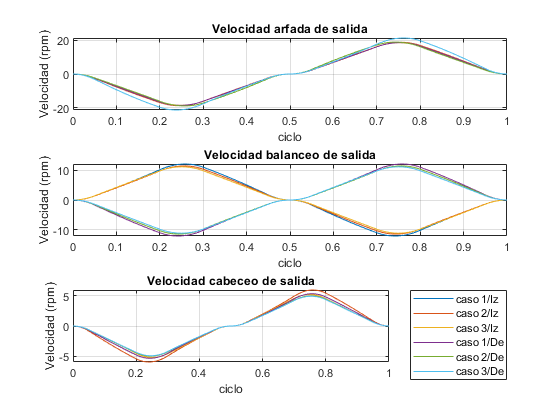 Velocidad arfada de salida
Velocidad (rpm)
20
0
-20
0 0.1 0.2 0.3 0.4 0.5 0.6 0.7 0.8 0.9 1
ciclo
Velocidad balanceo de salida
Velocidad (rpm)
10
0
-10
0 0.1 0.2 0.3 0.4 0.5 0.6 0.7 0.8 0.9 1
ciclo
Velocidad cabeceo de salida
Velocidad (rpm)
5
0
-5
0 0.2 0.4 0.6 0.8 1
ciclo
caso 1/Iz
caso 2/Iz
caso 3/Iz
caso 1/De
caso 2/De
caso 3/De